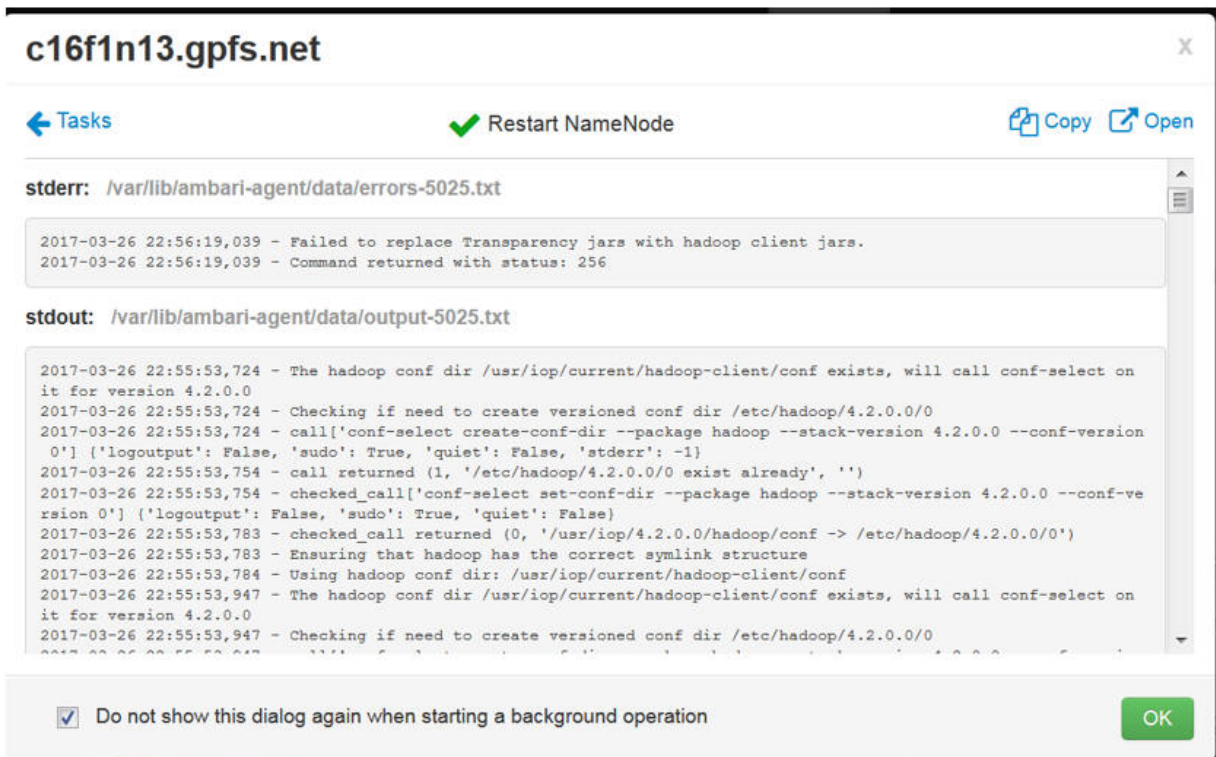 c16f1n13.gpfs.net
X
Tasks
Restart NameNode
Copy
Open
stderr: /var/lib/ambari-agent/data/errors-5025.txt
2017-03-26 22:56:19,039 - Failed to replace Transparency jars with hadoop client jars.
2017-03-26 22:56:19,039 - Command returned with status: 256
stdout: /var/lib/ambari-agent/data/output-5025.txt
2017-03-26 22:55:53,724 - The hadoop conf dir /usr/iop/current/hadoop-client/conf exists, will call conf-select on
it for version 4.2.0.0
2017-03-26 22:55:53,724 - Checking if need to create versioned conf dir /etc/hadoop/4.2.0.0/0
2017-03-26 22:55:53,724 - call['conf-select create-conf-dir --package hadoop --stack-version 4.2.0.0 --conf-version
0'] {'logoutput': False, 'sudo': True, 'quiet': False, 'stderr': -1}
2017-03-26 22:55:53,754 - call returned (1, '/etc/hadoop/4.2.0.0/0 exist already', '')
2017-03-26 22:55:53,754 - checked_call['conf-select set-conf-dir --package hadoop --stack-version 4.2.0.0 --conf-ve
rsion 0'] {'logoutput': False, 'sudo': True, 'quiet': False}
2017-03-26 22:55:53,783 - checked_call returned (0, '/usr/iop/4.2.0.0/hadoop/conf -> /etc/hadoop/4.2.0.0/0')
2017-03-26 22:55:53,783 - Ensuring that hadoop has the correct symlink structure
2017-03-26 22:55:53,784 - Using hadoop conf dir: /usr/iop/current/hadoop-client/conf
2017-03-26 22:55:53,947 - The hadoop conf dir /usr/iop/current/hadoop-client/conf exists, will call conf-select on
it for version 4.2.0.0
2017-03-26 22:55:53,947 - Checking if need to create versioned conf dir /etc/hadoop/4.2.0.0/0
Do not show this dialog again when starting a background operation
OK